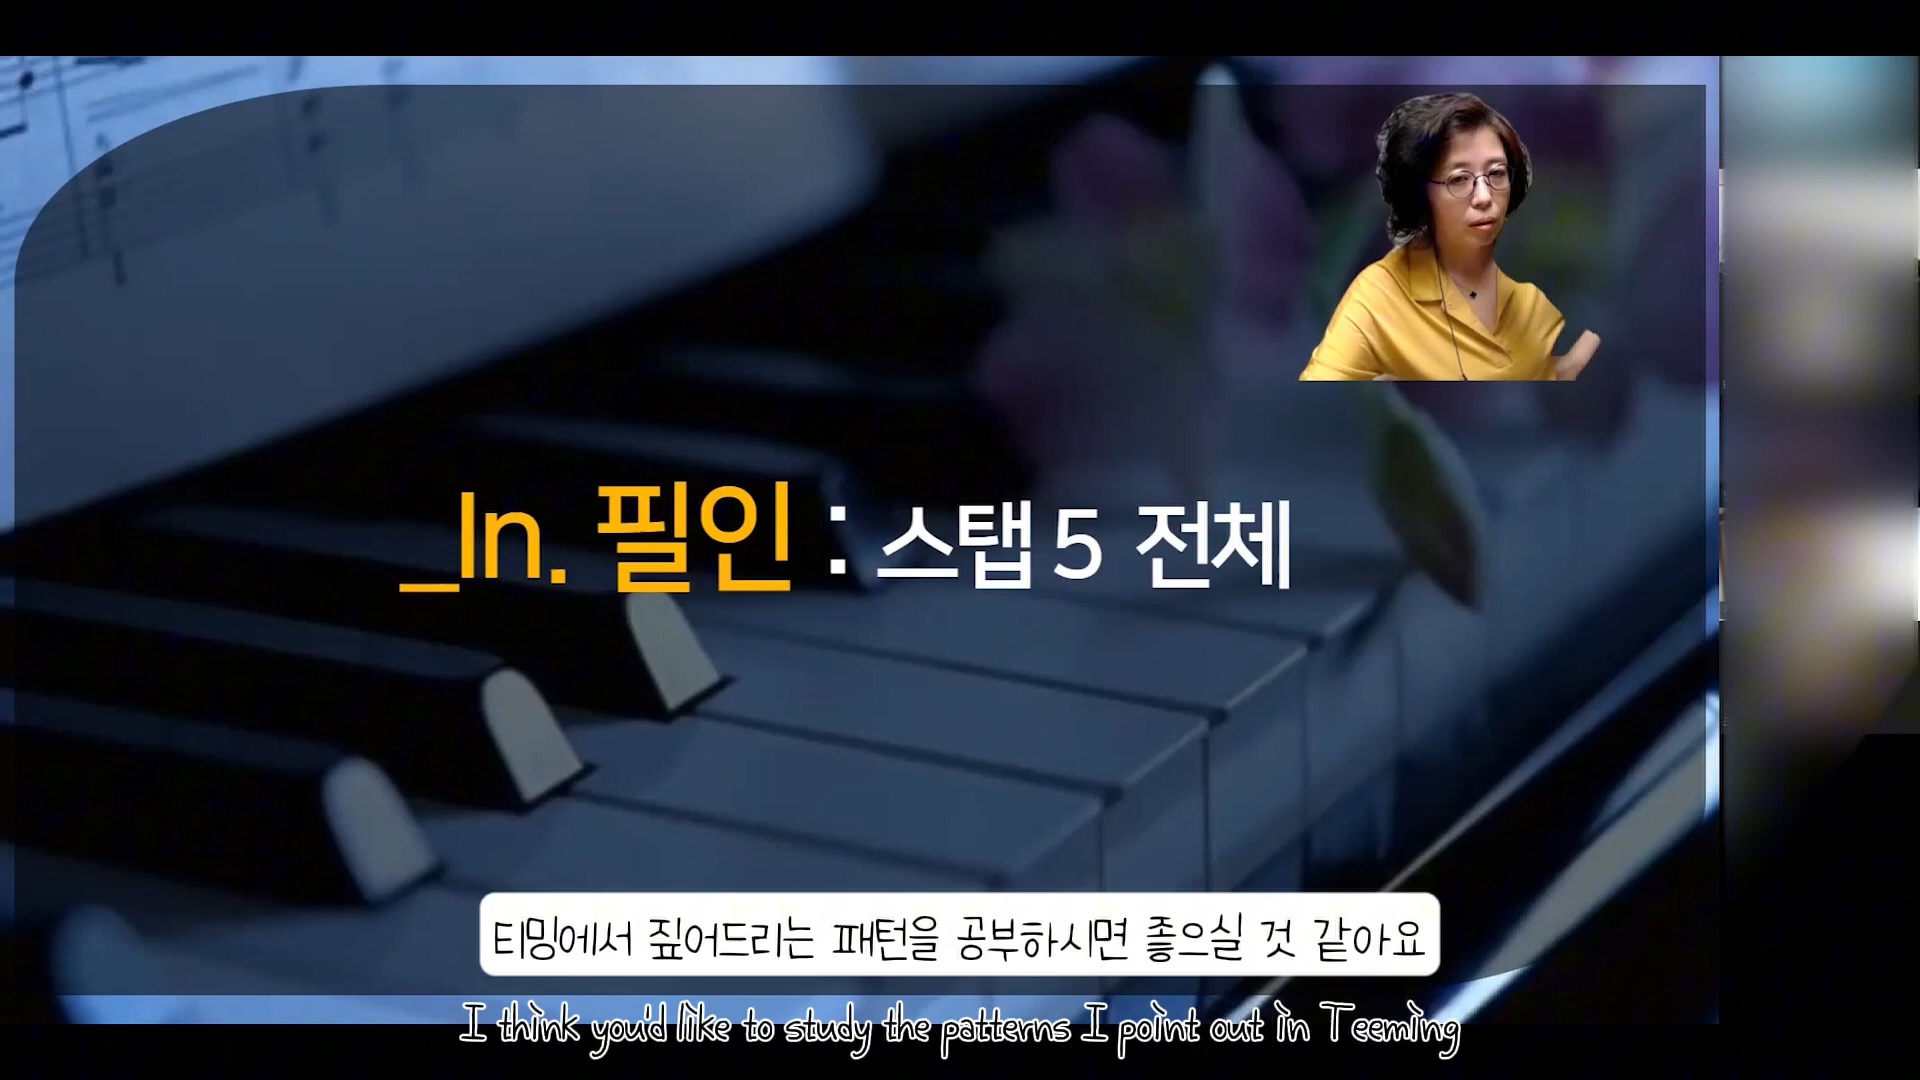 _In. 필인 : 스탭 5 전체
티밍에서 짚어드리는 패턴을 공부하시면 좋으실 것 같아요
I think you'd like to study the patterns I point out in Teeming